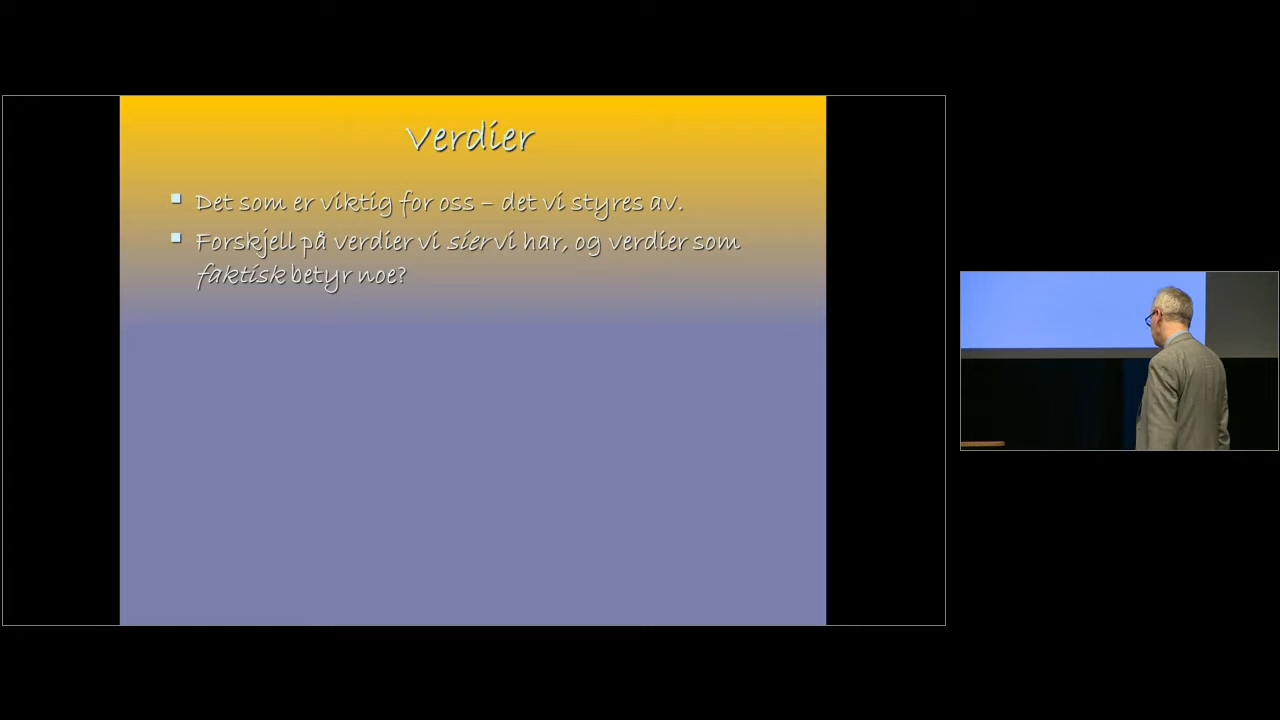 Verdier
Det som er viktig for oss – det vi styres av.
Forskjell på verdier vi sier vi har, og verdier som
faktisk betyr noe?